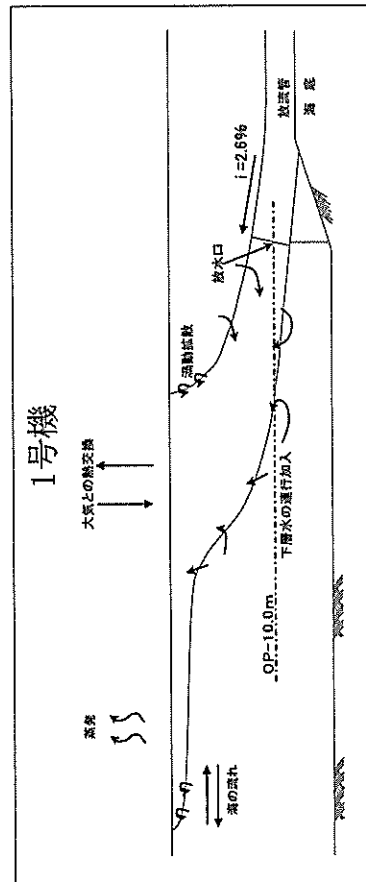 1号機
大気との熱交換
蒸発
渦動拡散
i=2.6%
放流管
海底
放水口
OP-10.0m
下層水の連行加入
海の流れ